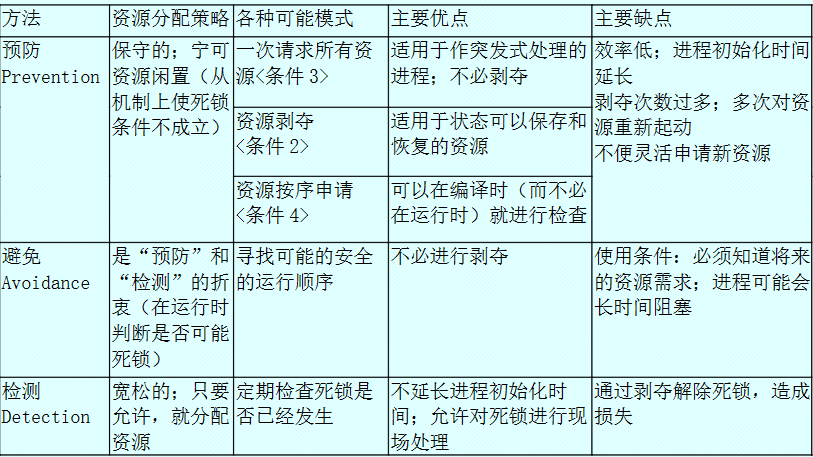 方法
资源分配策略
各种可能模式
主要优点
主要缺点
预防
Prevention
保守的；宁可
资源闲置（从
机制上使死锁
条件不成立）
一次请求所有资
源<条件3>
适用于作突发式处理的
进程；不必剥夺
效率低；进程初始化时间
延长
剥夺次数过多；多次对资
源重新起动
不便灵活申请新资源
资源剥夺
<条件2>
适用于状态可以保存和
恢复的资源
资源按序申请
<条件4>
可以在编译时（而不必
在运行时）就进行检查
避免
Avoidance
是“预防”和
“检测”的折
衷（在运行时
判断是否可能
死锁）
寻找可能的安全
的运行顺序
不必进行剥夺
使用条件：必须知道将来
的资源需求；进程可能会
长时间阻塞
检测
Detection
宽松的；只要
允许，就分配
资源
定期检查死锁是
否已经发生
不延长进程初始化时
间；允许对死锁进行现
场处理
通过剥夺解除死锁，造成
损失